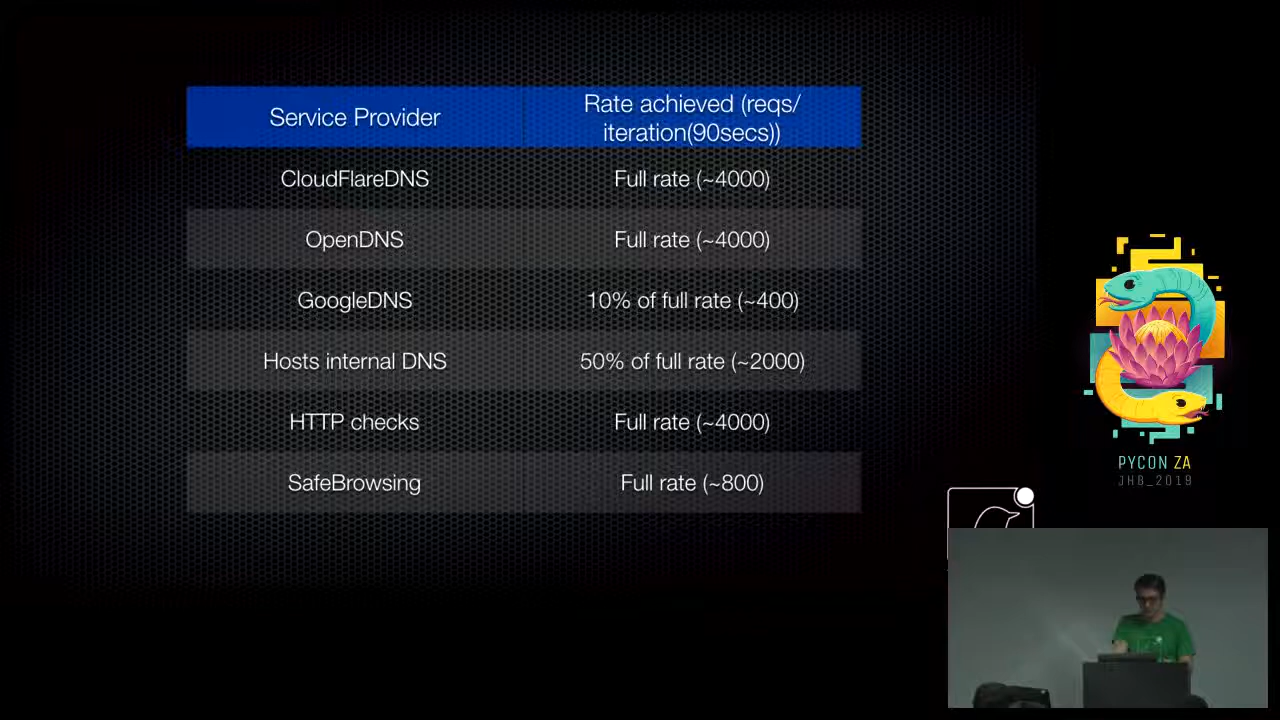 Service Provider
Rate achieved (reqs/
iteration(90secs))
CloudFlareDNS
Full rate (~4000)
OpenDNS
Full rate (~4000)
GoogleDNS
10% of full rate (~400)
Hosts internal DNS
50% of full rate (~2000)
HTTP checks
Full rate (~4000)
SafeBrowsing
Full rate (~800)
PYCON ZA
JHB_2019